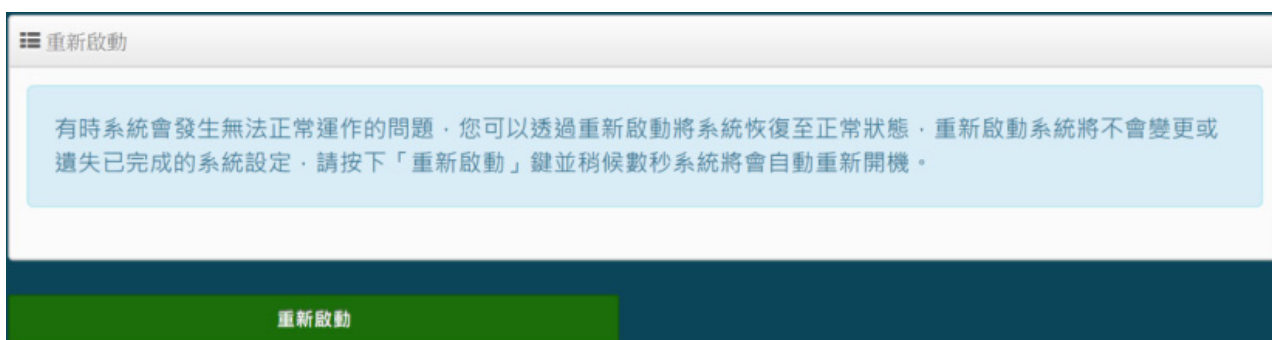 重新啟動
有時系統會發生無法正常運作的問題，您可以透過重新啟動將系統恢復至正常狀態，重新啟動系統將不會變更或
遺失已完成的系統設定，請按下「重新啟動」鍵並稍候數秒系統將會自動重新開機。
重新啟動